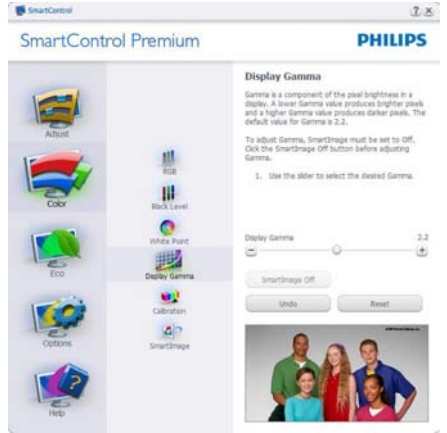 SmartControl
? ×
SmartControl Premium
PHILIPS
Adjust
Color
Eco
Options
Help
RGB
Black Level
White Point
Display Gamma
Calibration
SmartImage
Display Gamma
Gamma is a component of the pixel brightness in a
display. A lower Gamma value produces brighter pixels
and a higher Gamma value produces darker pixels. The
default value for Gamma is 2.2.
To adjust Gamma, SmartImage must be set to Off.
Click the SmartImage Off button before adjusting
Gamma.
1. Use the slider to select the desired Gamma.
Display Gamma 2.2
SmartImage Off
Undo Reset